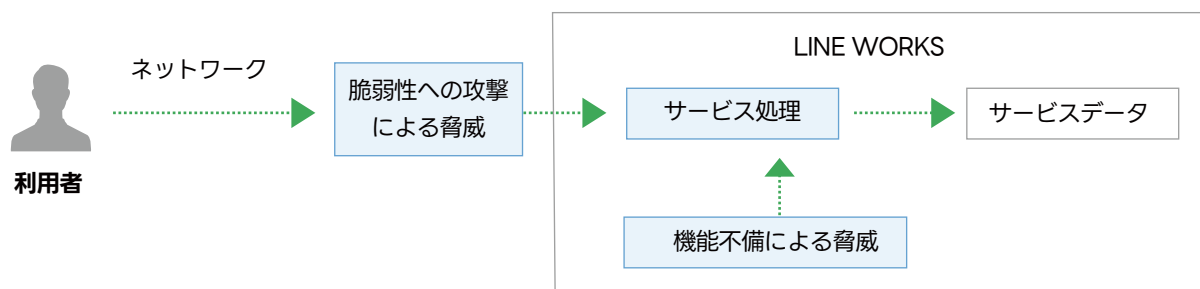 LINE WORKS
ネットワーク
脆弱性への攻撃
による脅威
サービス処理
サービスデータ
利用者
機能不備による脅威